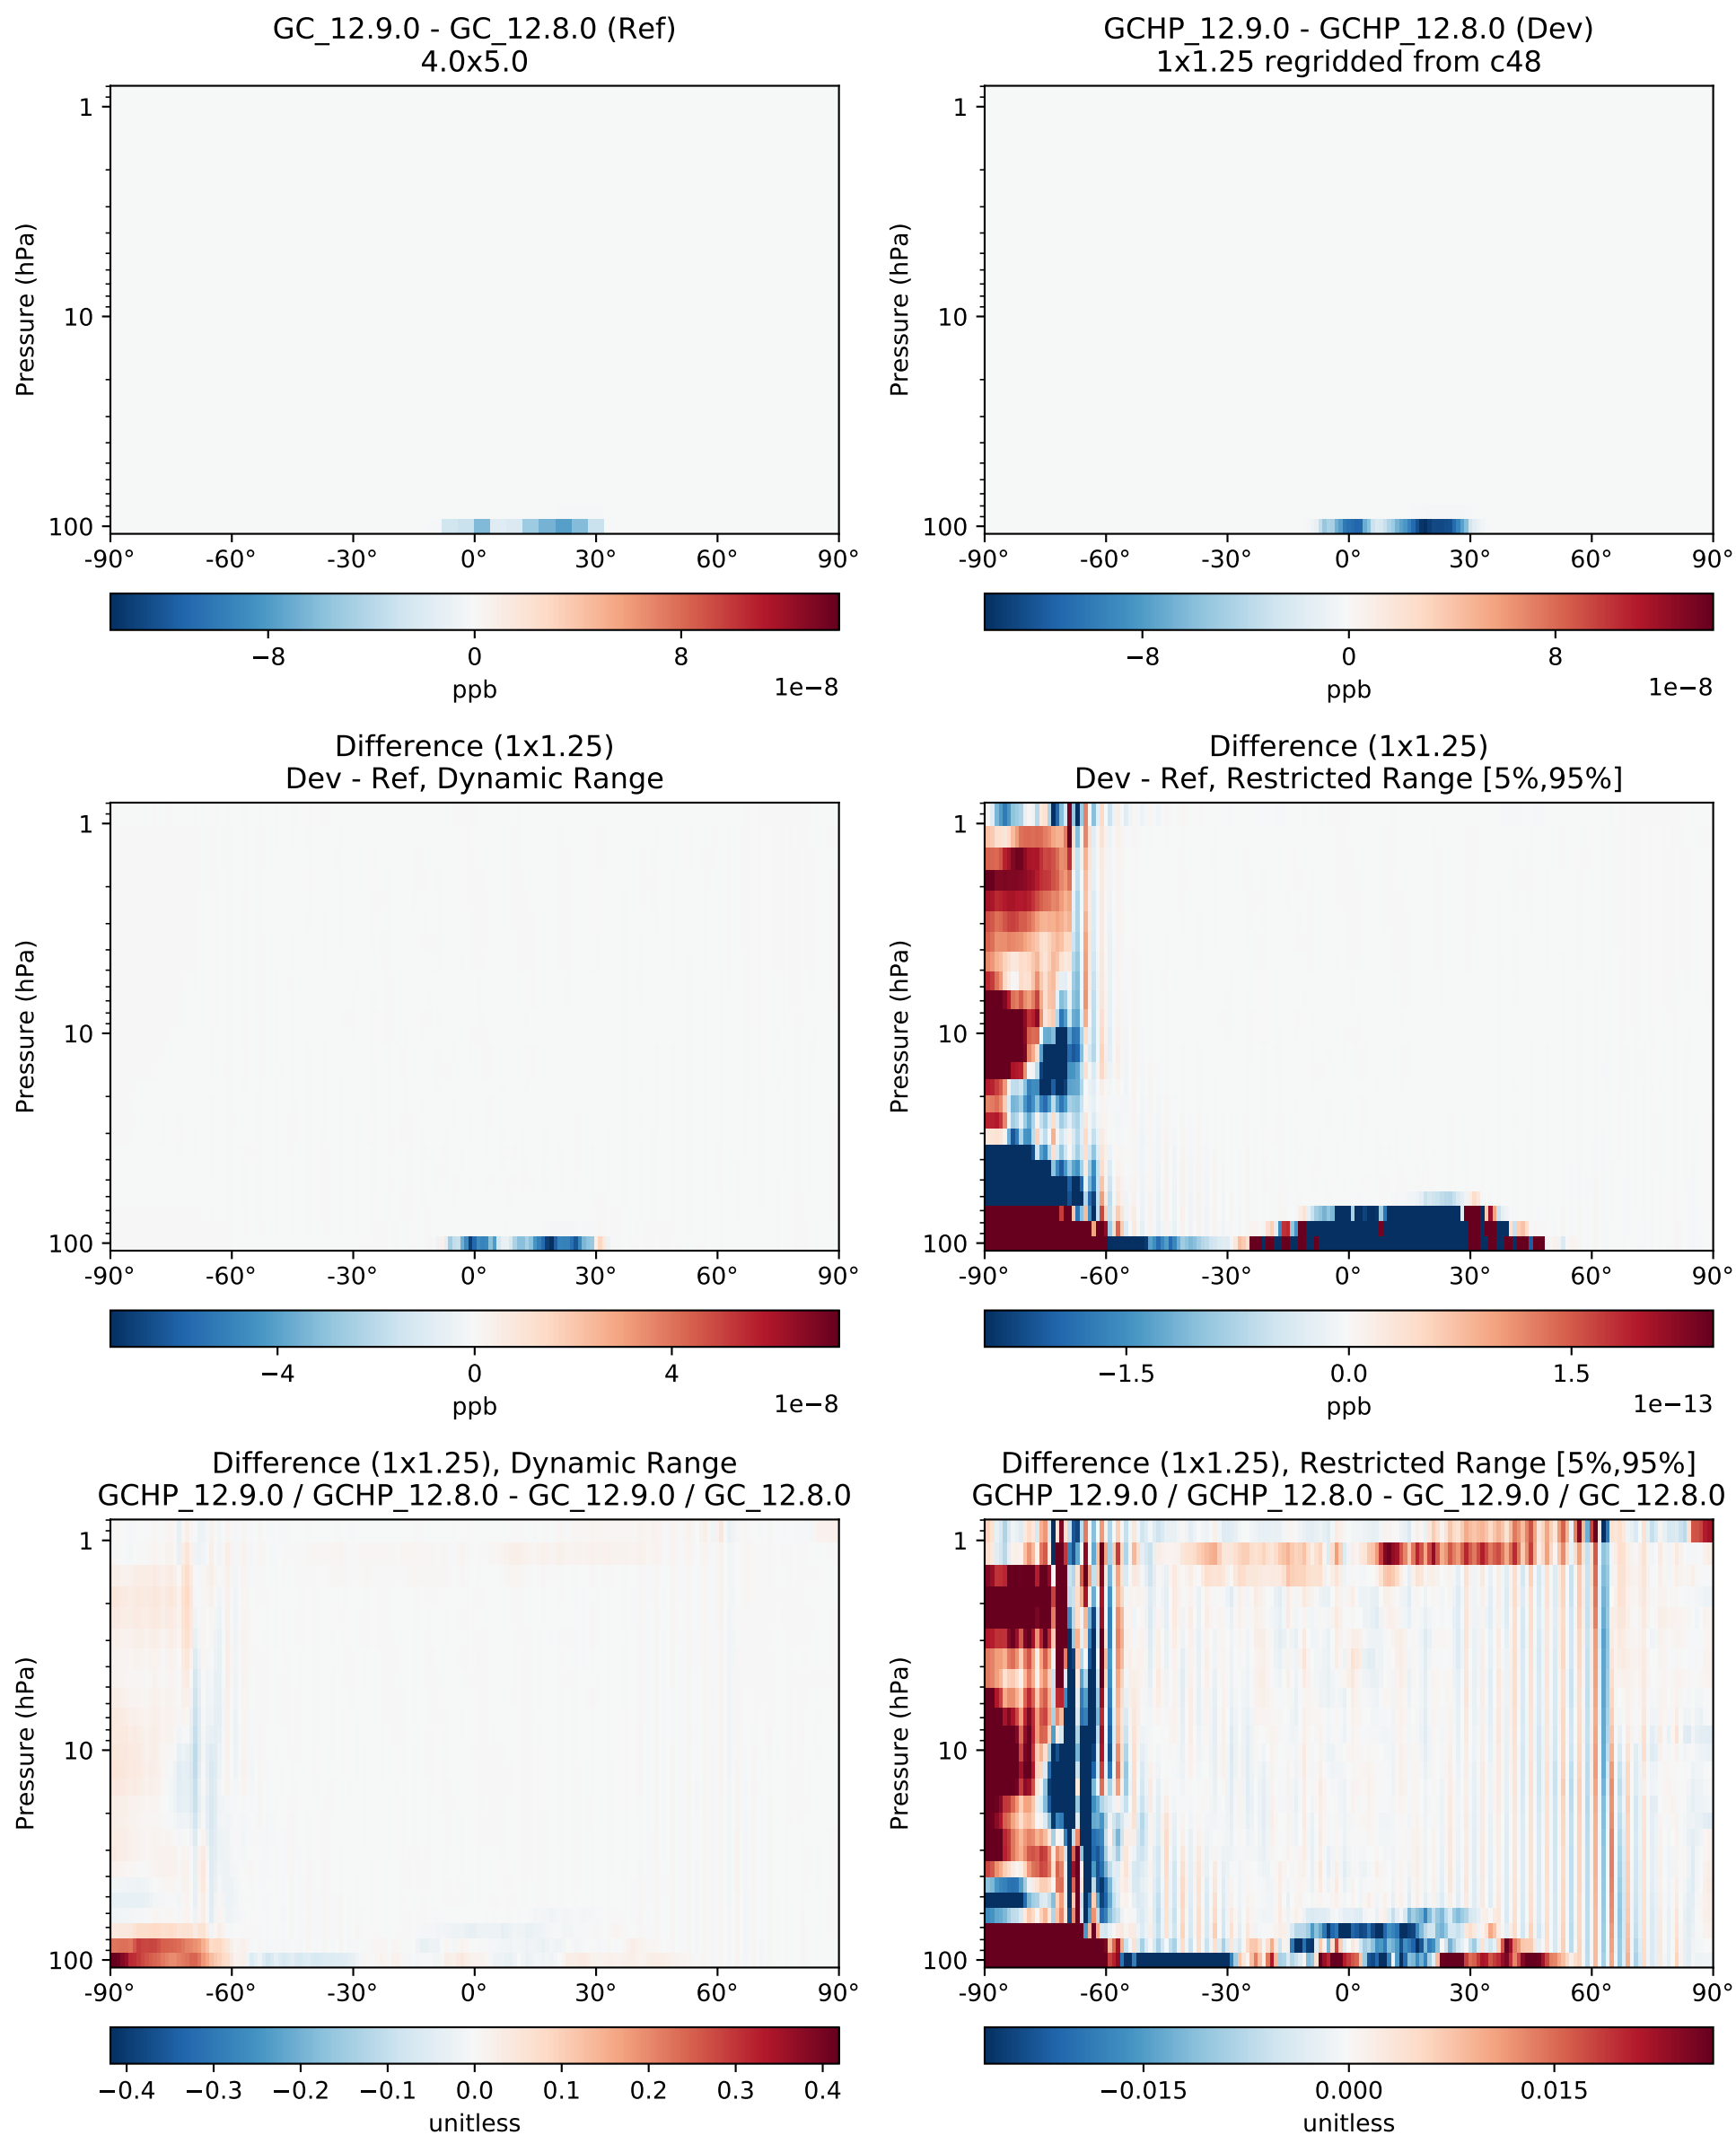 GC_12.9.0 - GC_12.8.0 (Ref)
4.0x5.0
Pressure (hPa)
1
10
100
-90° -60° -30° 0° 30° 60° 90°
−8 0 8
1e−8
ppb
GCHP_12.9.0 - GCHP_12.8.0 (Dev)
1x1.25 regridded from c48
Pressure (hPa)
1
10
100
-90° -60° -30° 0° 30° 60° 90°
−8 0 8
1e−8
ppb
Difference (1x1.25)
Dev - Ref, Dynamic Range
Pressure (hPa)
1
10
100
-90° -60° -30° 0° 30° 60° 90°
−4 0 4
1e−8
ppb
Difference (1x1.25)
Dev - Ref, Restricted Range [5%,95%]
Pressure (hPa)
1
10
100
-90° -60° -30° 0° 30° 60° 90°
−1.5 0.0 1.5
1e−13
ppb
Difference (1x1.25), Dynamic Range
GCHP_12.9.0 / GCHP_12.8.0 - GC_12.9.0 / GC_12.8.0
Pressure (hPa)
1
10
100
-90° -60° -30° 0° 30° 60° 90°
−0.4 −0.3 −0.2 −0.1 0.0 0.1 0.2 0.3 0.4
unitless
Difference (1x1.25), Restricted Range [5%,95%]
GCHP_12.9.0 / GCHP_12.8.0 - GC_12.9.0 / GC_12.8.0
Pressure (hPa)
1
10
100
-90° -60° -30° 0° 30° 60° 90°
−0.015 0.000 0.015
unitless